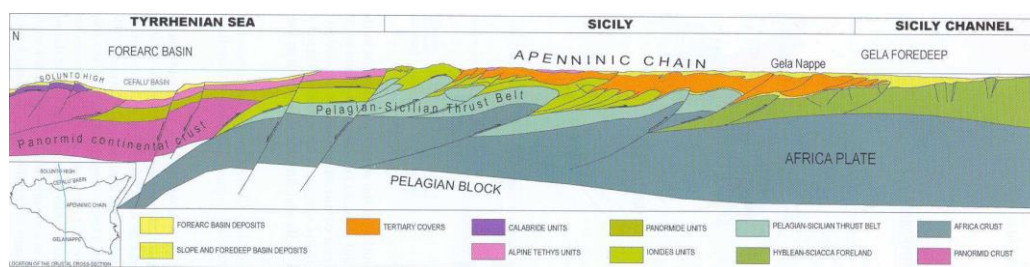 TYRRHENIAN SEA
SICILY
SICILY CHANNEL
N
FOREARC BASIN
APENNINIC CHAIN
GELA FOREDEEP
Gela Nappe
SOLUNTO HIGH
CEFALU' BASIN
Pelagian-Sicilian Thrust Belt
Panormid continental crust
AFRICA PLATE
PELAGIAN BLOCK
SOLUNTO HIGH
CEFALU' BASIN
APENNINIC CHAIN
GELA NAPPE
LOCATION OF THE CRUSTAL CROSS-SECTION
FOREARC BASIN DEPOSITS
SLOPE AND FOREDEEP BASIN DEPOSITS
TERTIARY COVERS
CALABRIDE UNITS
ALPINE TETHYS UNITS
PANORMIDE UNITS
IONIDES UNITS
PELAGIAN-SICILIAN THRUST BELT
HYBLEAN-SCIACCA FORELAND
AFRICA CRUST
PANORMID CRUST